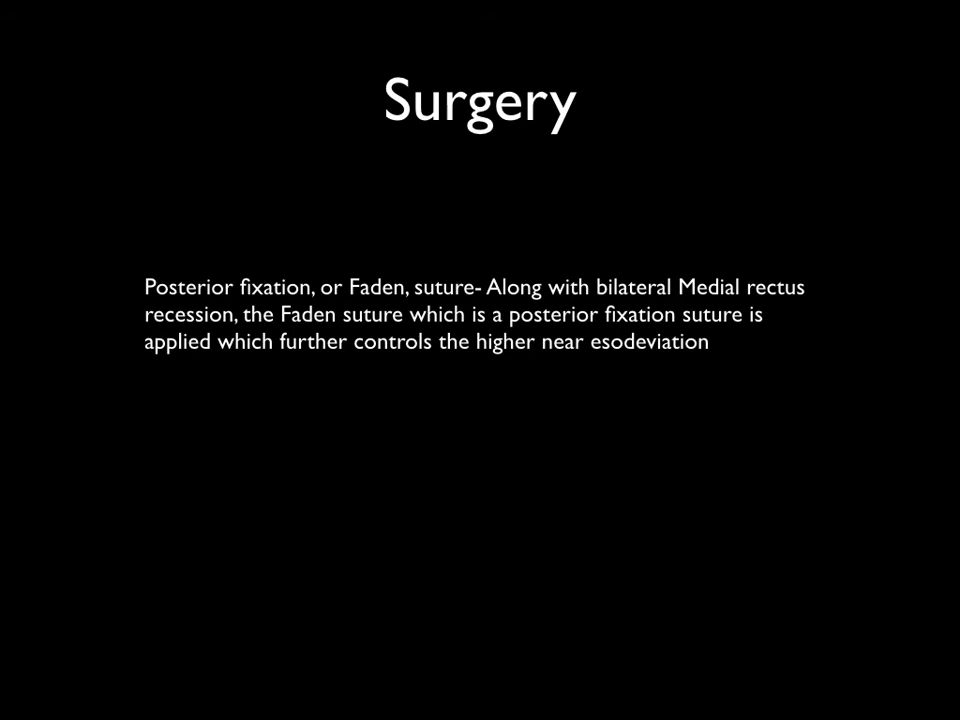 Surgery
Posterior fixation, or Faden, suture- Along with bilateral Medial rectus
recession, the Faden suture which is a posterior fixation suture is
applied which further controls the higher near esodeviation